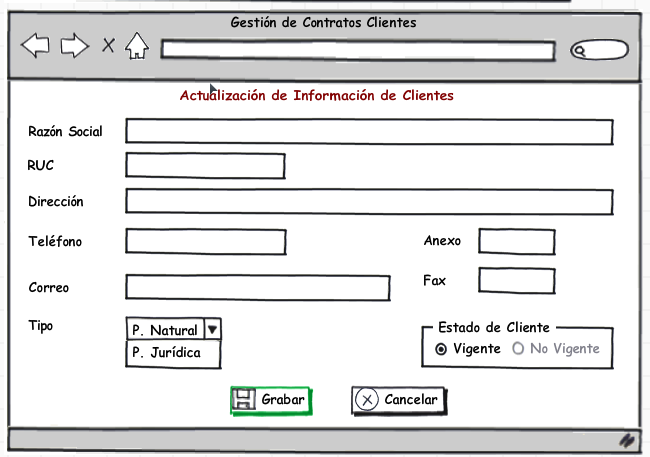 Gestión de Contratos Clientes
Actualización de Información de Clientes
Razón Social
RUC
Dirección
Teléfono
Anexo
Correo
Fax
Tipo
P. Natural
P. Jurídica
Estado de Cliente
Vigente No Vigente
Grabar
Cancelar